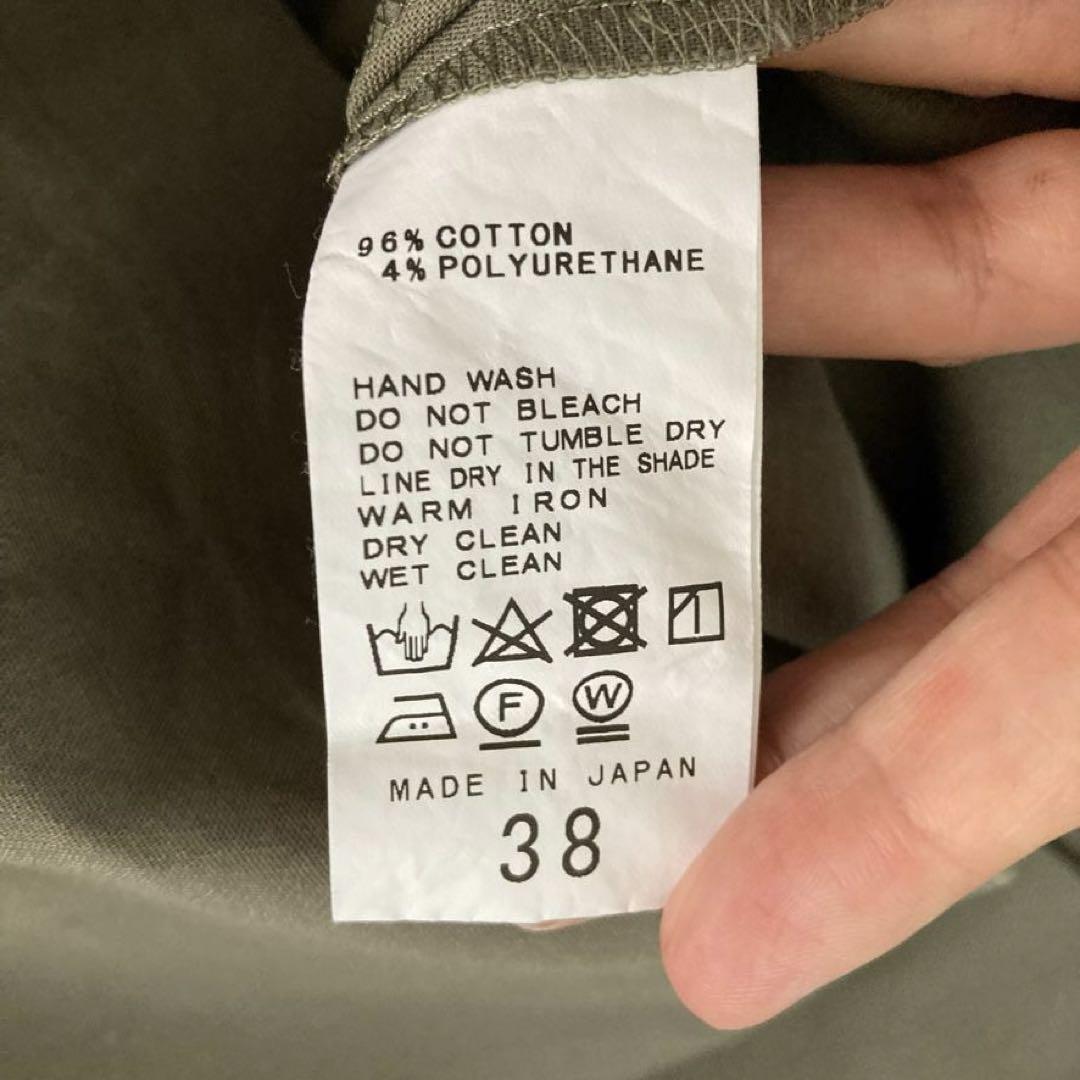 96% COTTON
4% POLYURETHANE
HAND WASH
DO NOT BLEACH
DO NOT TUMBLE DRY
LINE DRY IN THE SHADE
WARM IRON
DRY CLEAN
WET CLEAN
F W
MADE IN JAPAN
38